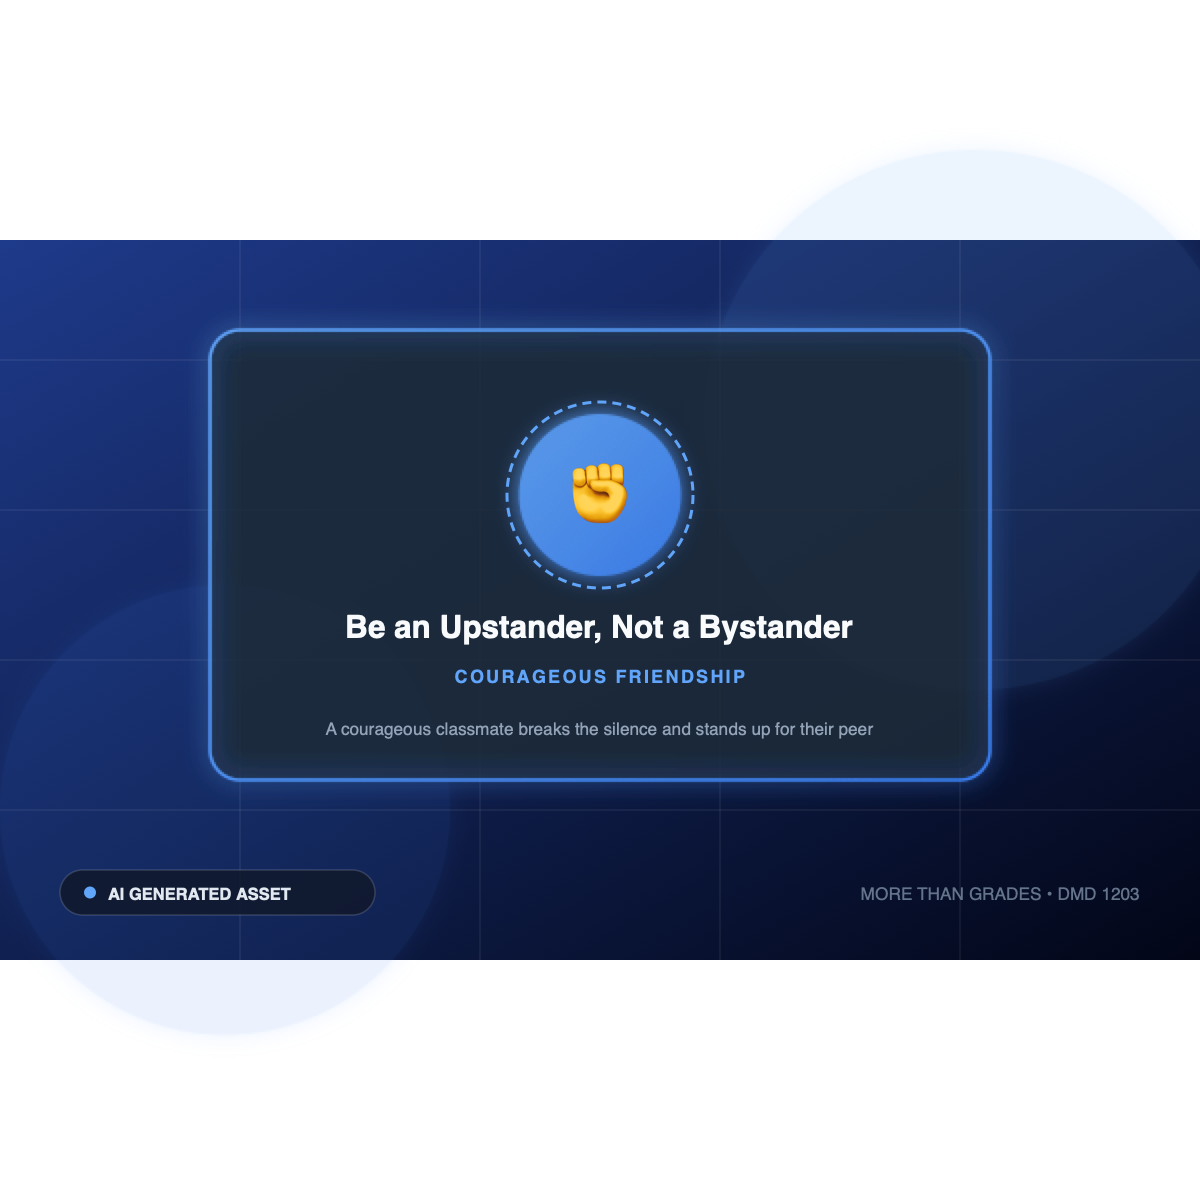 Be an Upstander, Not a Bystander
COURAGEOUS FRIENDSHIP
A courageous classmate breaks the silence and stands up for their peer
AI GENERATED ASSET
MORE THAN GRADES • DMD 1203